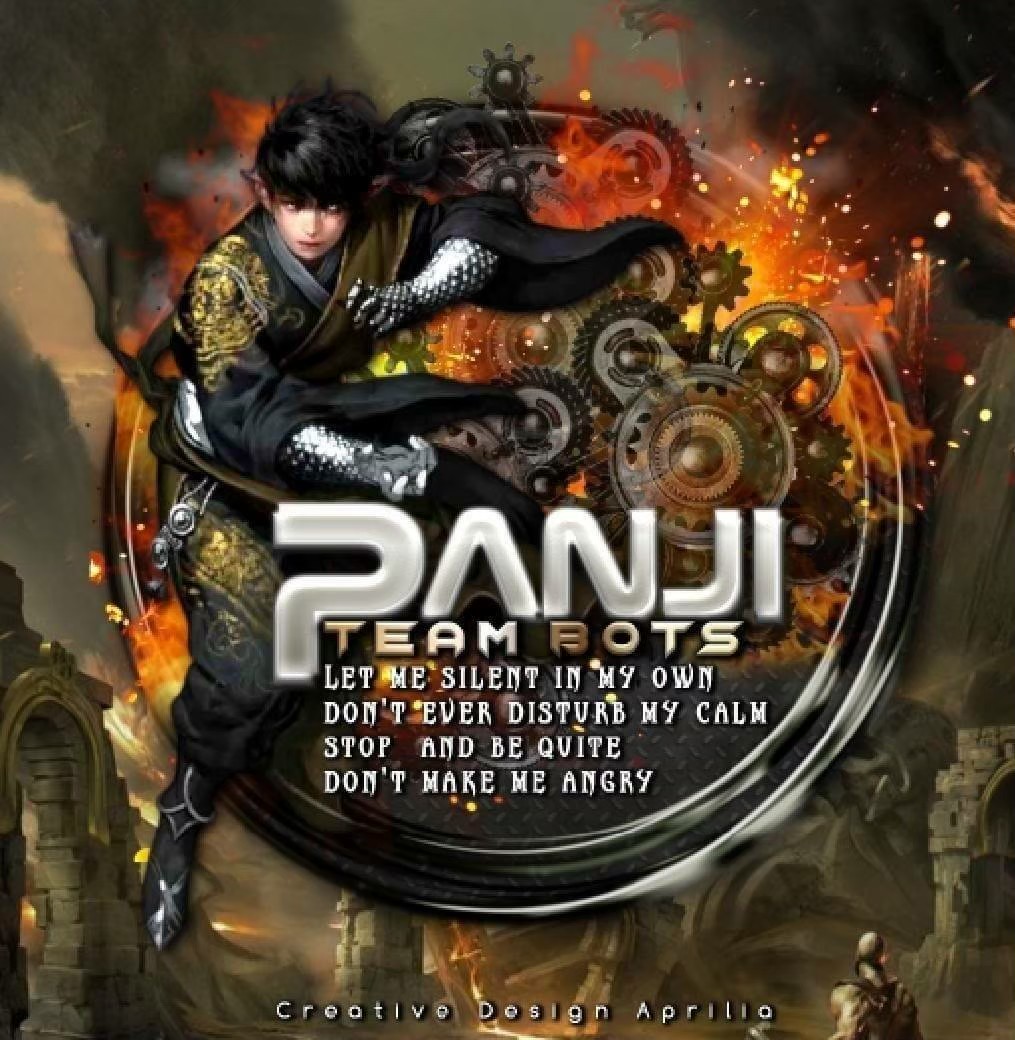 PANJI
TEAM BOTS
LET ME SILENT IN MY OWN
DON'T EVER DISTURB MY CALM
STOP AND BE QUITE
DON'T MAKE ME ANGRY
Creative Design Aprilia